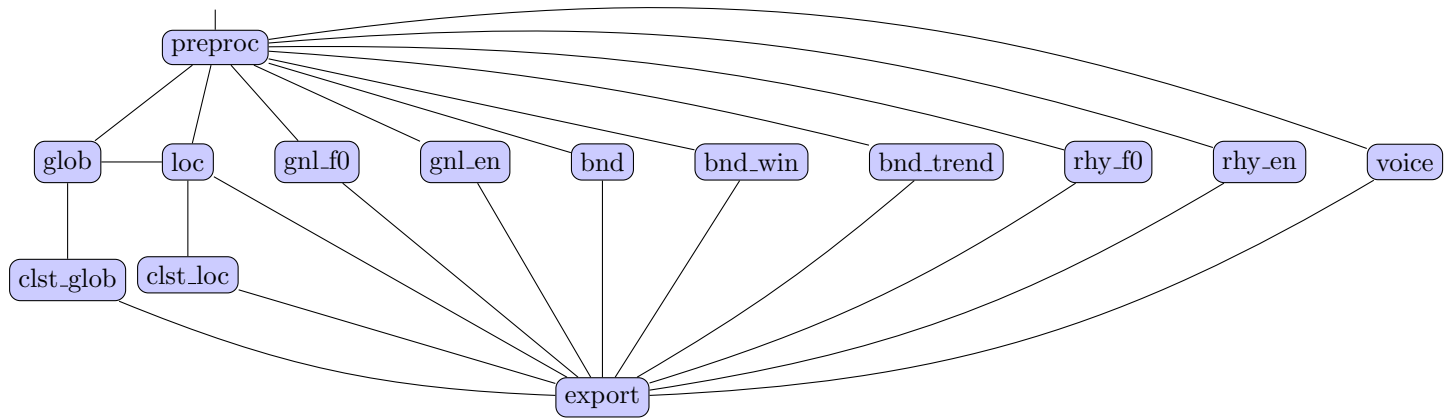 preproc
glob
loc
gnl_f0
gnl_en
bnd
bnd_win
bnd_trend
rhy_f0
rhy_en
voice
clst_glob
clst_loc
export